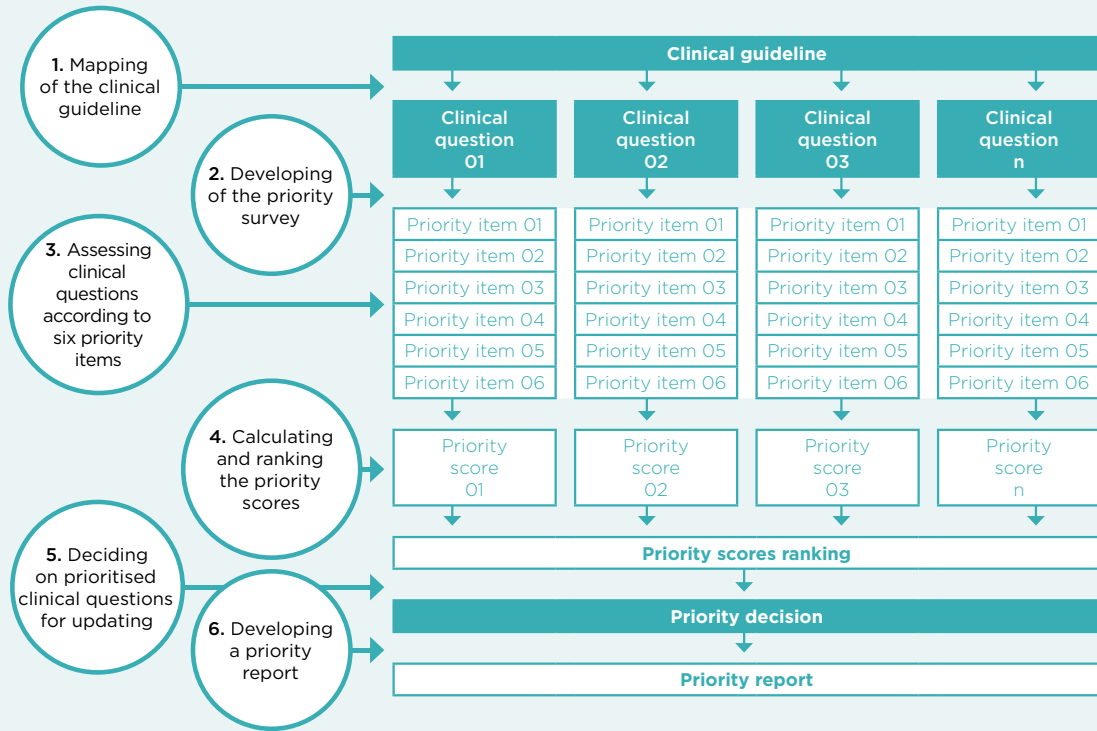 1. Mapping
of the clinical
guideline
2. Developing
of the priority
survey
3. Assessing
clinical
questions
according to
six priority
items
4. Calculating
and ranking
the priority
scores
5. Deciding
on prioritised
clinical questions
for updating
6. Developing
a priority
report
Clinical guideline
Clinical
question
01
Clinical
question
02
Clinical
question
03
Clinical
question
n
Priority item 01
Priority item 02
Priority item 03
Priority item 04
Priority item 05
Priority item 06
Priority item 01
Priority item 02
Priority item 03
Priority item 04
Priority item 05
Priority item 06
Priority item 01
Priority item 02
Priority item 03
Priority item 04
Priority item 05
Priority item 06
Priority item 01
Priority item 02
Priority item 03
Priority item 04
Priority item 05
Priority item 06
Priority
score
01
Priority
score
02
Priority
score
03
Priority
score
n
Priority scores ranking
Priority decision
Priority report